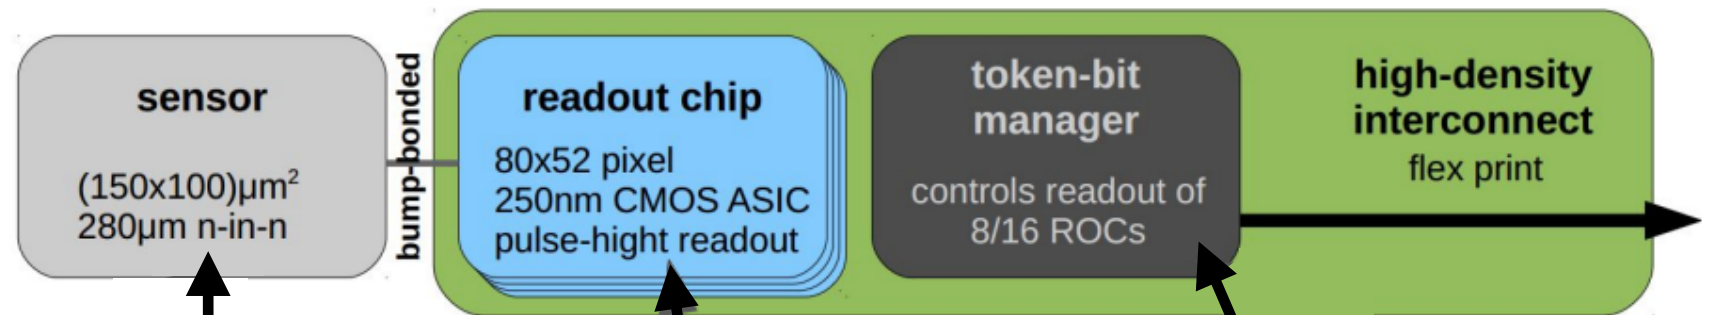 sensor
(150x100)μm²
280μm n-in-n
bump-bonded
readout chip
80x52 pixel
250nm CMOS ASIC
pulse-hight readout
token-bit
manager
controls readout of
8/16 ROCs
high-density
interconnect
flex print